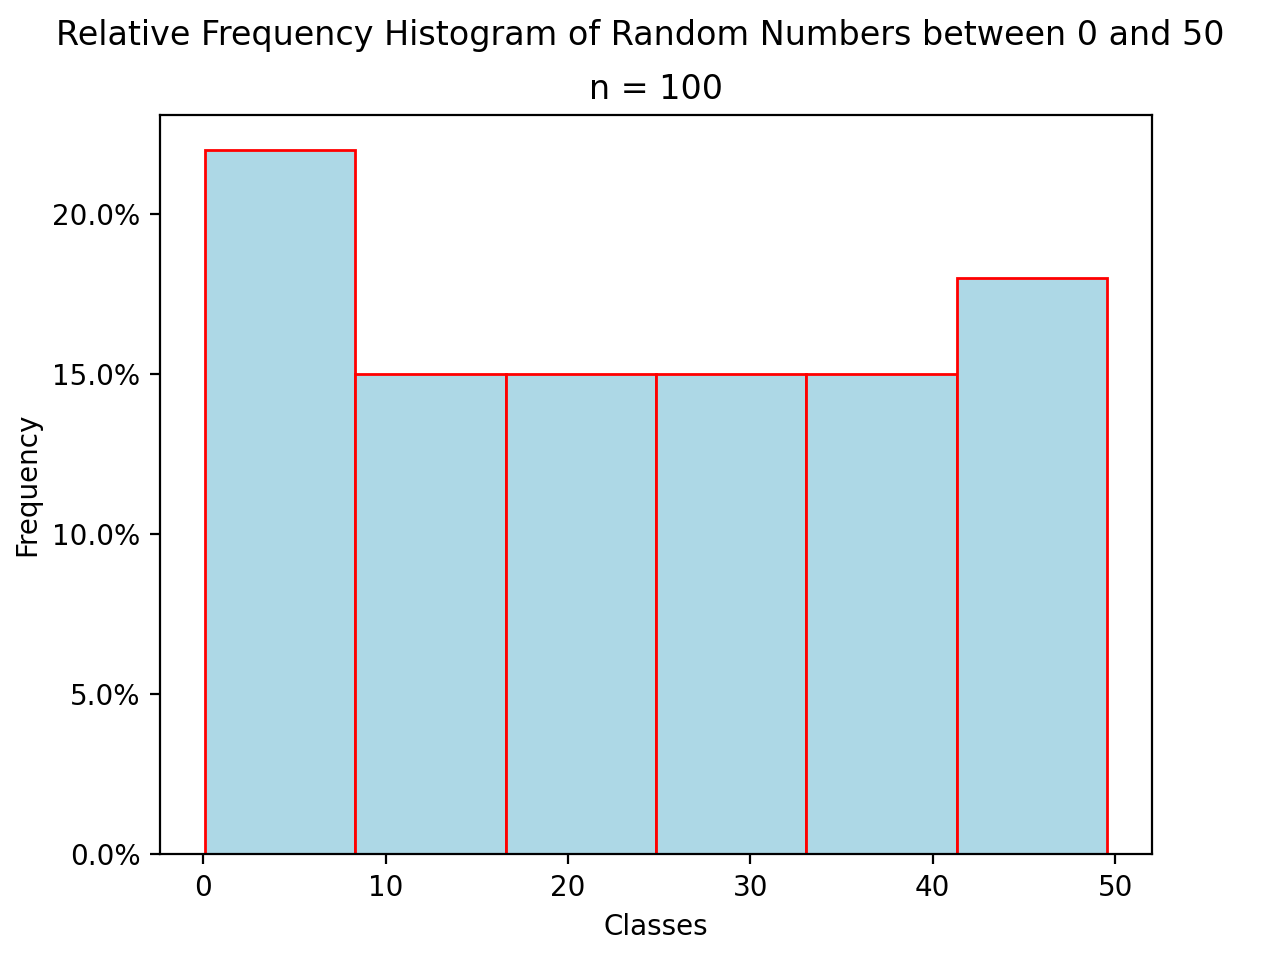 Relative Frequency Histogram of Random Numbers between 0 and 50
n = 100
20.0%
15.0%
10.0%
5.0%
0.0%
Frequency
0 10 20 30 40 50
Classes